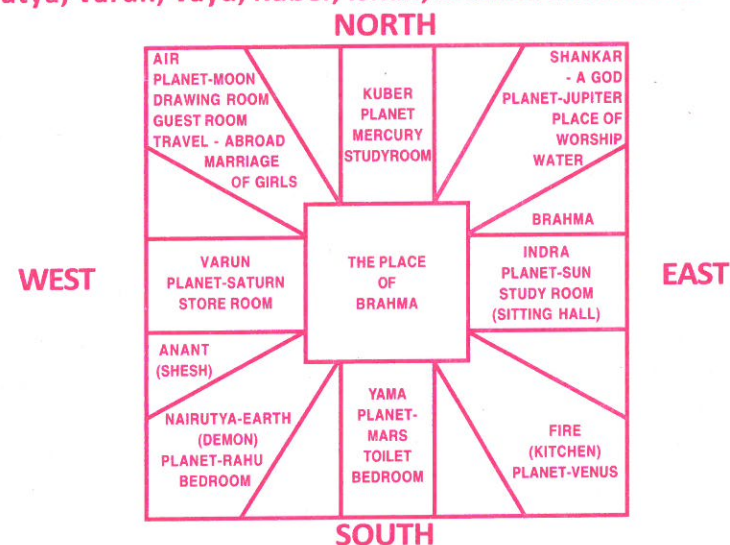 Varun, Vayu, Kuber,
NORTH
AIR
PLANET-MOON
DRAWING ROOM
GUEST ROOM
TRAVEL - ABROAD
MARRIAGE
OF GIRLS
KUBER
PLANET
MERCURY
STUDYROOM
SHANKAR
- A GOD
PLANET-JUPITER
PLACE OF
WORSHIP
WATER
BRAHMA
WEST
VARUN
PLANET-SATURN
STORE ROOM
THE PLACE
OF
BRAHMA
INDRA
PLANET-SUN
STUDY ROOM
(SITTING HALL)
EAST
ANANT
(SHESH)
NAIRUTYA-EARTH
(DEMON)
PLANET-RAHU
BEDROOM
YAMA
PLANET-
MARS
TOILET
BEDROOM
FIRE
(KITCHEN)
PLANET-VENUS
SOUTH